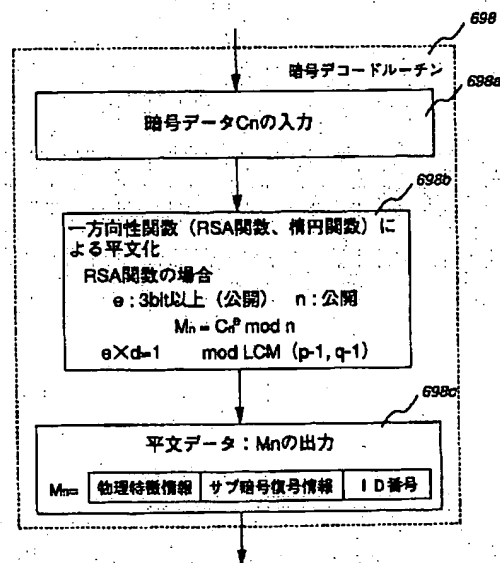 698
暗号デコードルーチン
698a
暗号データCnの入力
698b
一方向性関数（RSA関数、楕円関数）に
よる平文化
RSA関数の場合
e：3bit以上（公開）　n：公開
Mn = Cn^e mod n
e×d=1　mod LCM (p-1, q-1)
698c
平文データ：Mnの出力
Mn= 物理特徴情報 サブ暗号復号情報 ID番号